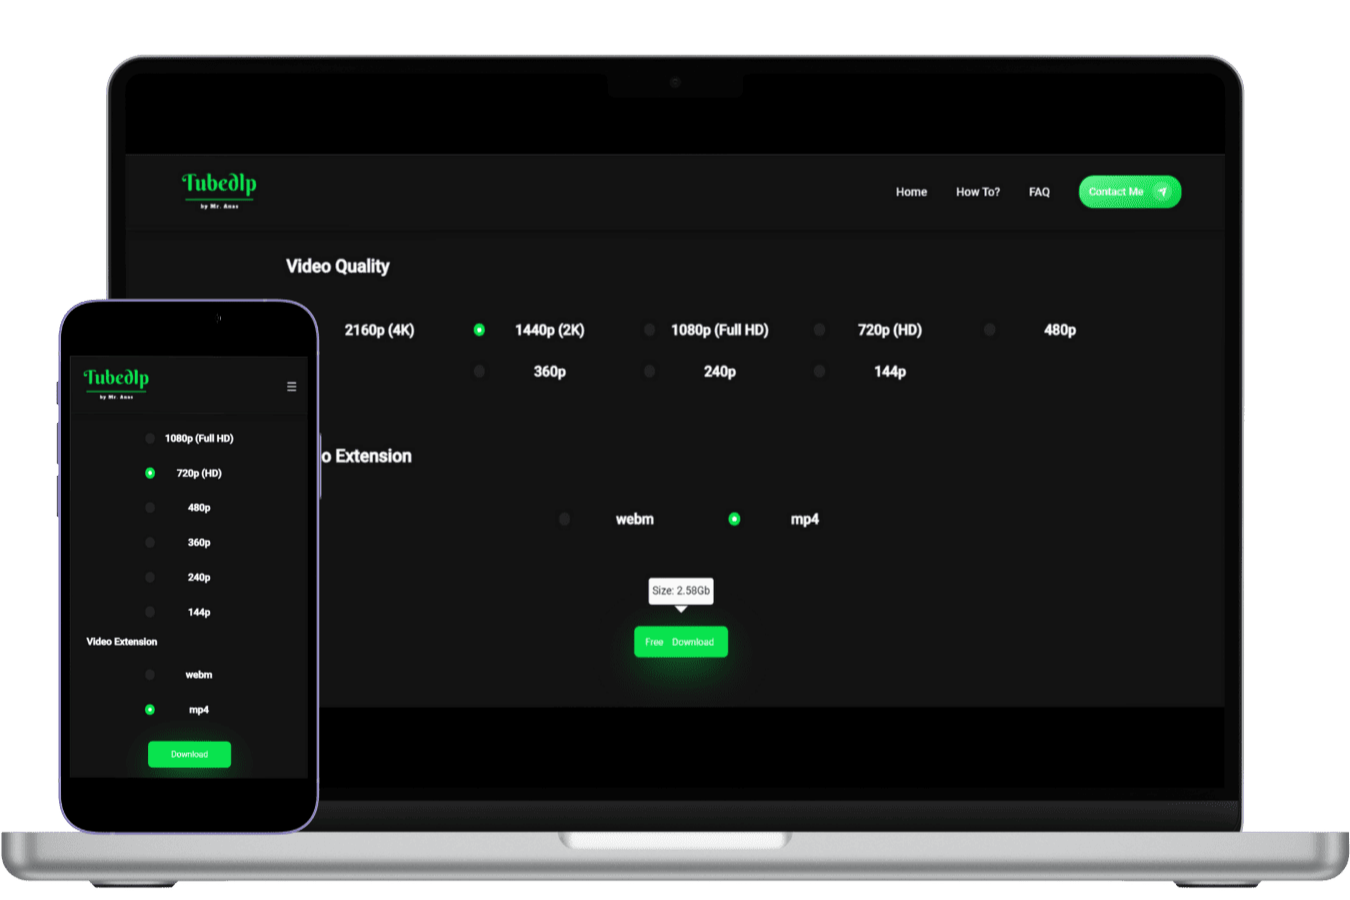 Tubedlp
by Mr. Anas
Home How To? FAQ Contact Me
Video Quality
2160p (4K) 1440p (2K) 1080p (Full HD) 720p (HD) 480p
360p 240p 144p
o Extension
webm mp4
Size: 2.58Gb
Free Download
Tubedlp
by Mr. Anas
1080p (Full HD)
720p (HD)
480p
360p
240p
144p
Video Extension
webm
mp4
Download